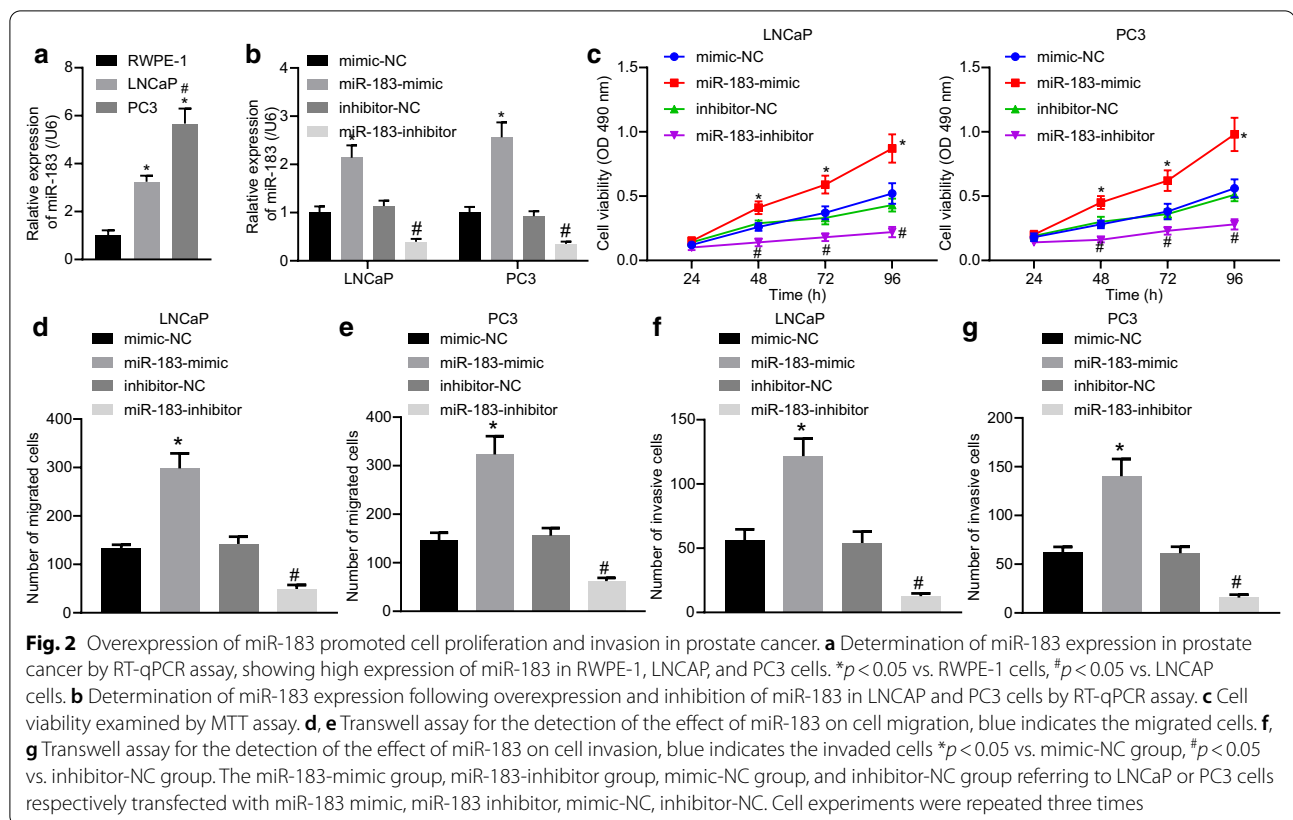 a
RWPE-1
LNCaP
PC3
Ralative expression
of miR-183 (/U6)
8
6
4
2
0
*
#
*
b
mimic-NC
miR-183-mimic
inhibitor-NC
miR-183-inhibitor
Ralative expression
of miR-183 (/U6)
4
3
2
1
0
*
#
*
#
LNCaP
PC3
c
LNCaP
mimic-NC
miR-183-mimic
inhibitor-NC
miR-183-inhibitor
Cell viability (OD 490 nm)
1.5
1.0
0.5
0.0
*
*
*
#
#
#
24
48
72
96
Time (h)
PC3
mimic-NC
miR-183-mimic
inhibitor-NC
miR-183-inhibitor
Cell viability (OD 490 nm)
1.5
1.0
0.5
0.0
*
*
*
#
#
#
24
48
72
96
Time (h)
d
LNCaP
mimic-NC
miR-183-mimic
inhibitor-NC
miR-183-inhibitor
Number of migrated cells
400
300
200
100
0
*
#
e
PC3
mimic-NC
miR-183-mimic
inhibitor-NC
miR-183-inhibitor
Number of migrated cells
400
300
200
100
0
*
#
f
LNCaP
mimic-NC
miR-183-mimic
inhibitor-NC
miR-183-inhibitor
Number of invasive cells
150
100
50
0
*
#
g
PC3
mimic-NC
miR-183-mimic
inhibitor-NC
miR-183-inhibitor
Number of invasive cells
200
150
100
50
0
*
#
Fig. 2 Overexpression of miR-183 promoted cell proliferation and invasion in prostate cancer. a Determination of miR-183 expression in prostate
cancer by RT-qPCR assay, showing high expression of miR-183 in RWPE-1, LNCAP, and PC3 cells. *p < 0.05 vs. RWPE-1 cells, #p < 0.05 vs. LNCAP
cells. b Determination of miR-183 expression following overexpression and inhibition of miR-183 in LNCAP and PC3 cells by RT-qPCR assay. c Cell
viability examined by MTT assay. d, e Transwell assay for the detection of the effect of miR-183 on cell migration, blue indicates the migrated cells. f,
g Transwell assay for the detection of the effect of miR-183 on cell invasion, blue indicates the invaded cells *p < 0.05 vs. mimic-NC group, #p < 0.05
vs. inhibitor-NC group. The miR-183-mimic group, miR-183-inhibitor group, mimic-NC group, and inhibitor-NC group referring to LNCaP or PC3 cells
respectively transfected with miR-183 mimic, miR-183 inhibitor, mimic-NC, inhibitor-NC. Cell experiments were repeated three times